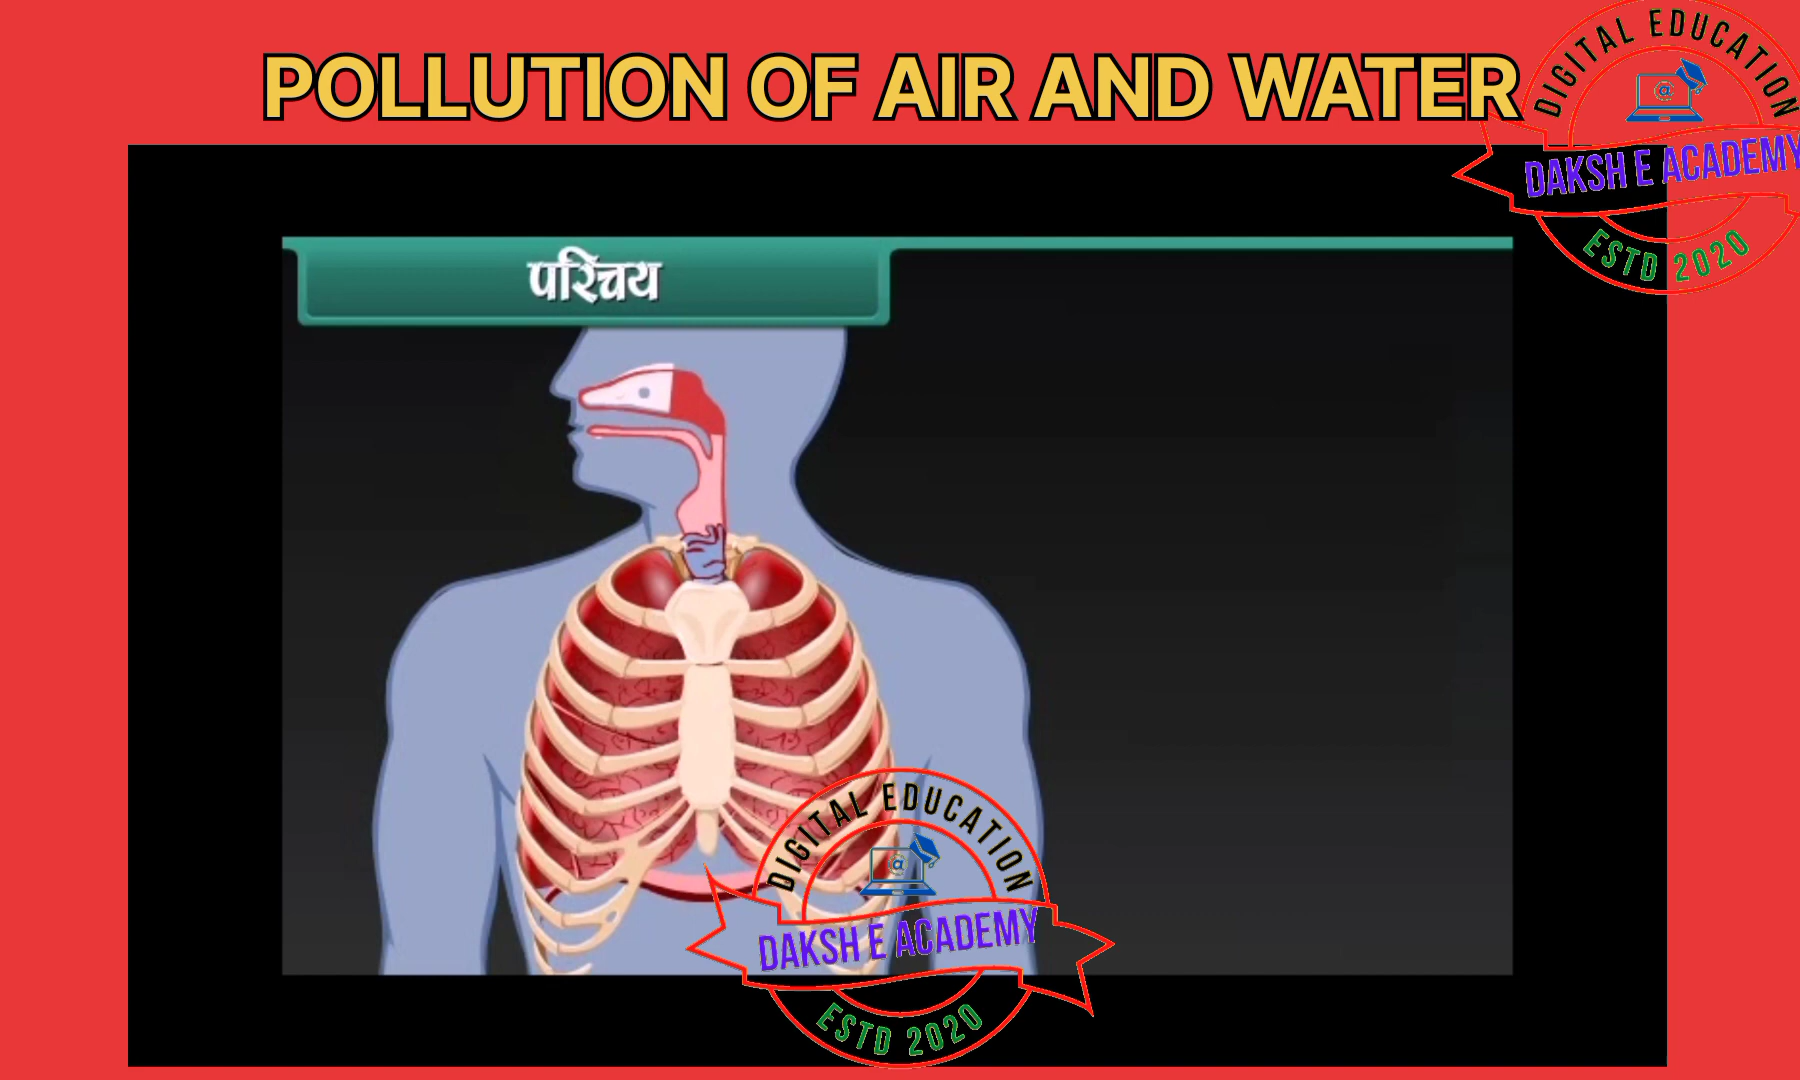 POLLUTION OF AIR AND WATER
DIGITAL EDUCATION
@
DAKSH E ACADEMY
ESTD 2020
परिचय
DIGITAL EDUCATION
@
DAKSH E ACADEMY
ESTD 2020